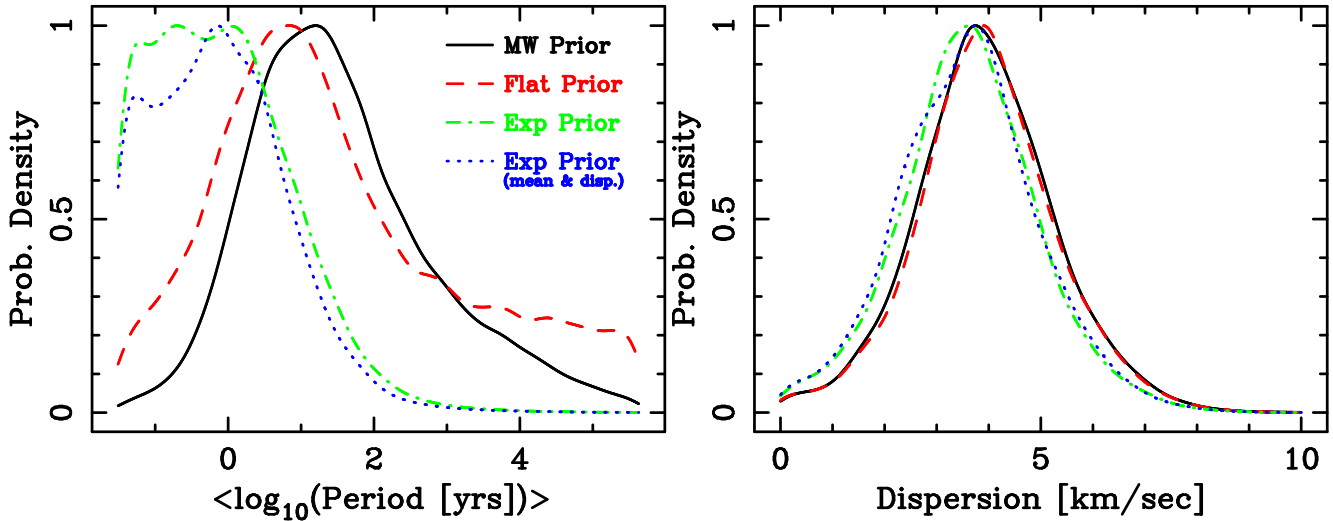 Prob. Density
1
0.5
0
MW Prior
Flat Prior
Exp Prior
Exp Prior
(mean & disp.)
0 2 4
<log10(Period [yrs])>
Prob. Density
1
0.5
0
0 5 10
Dispersion [km/sec]